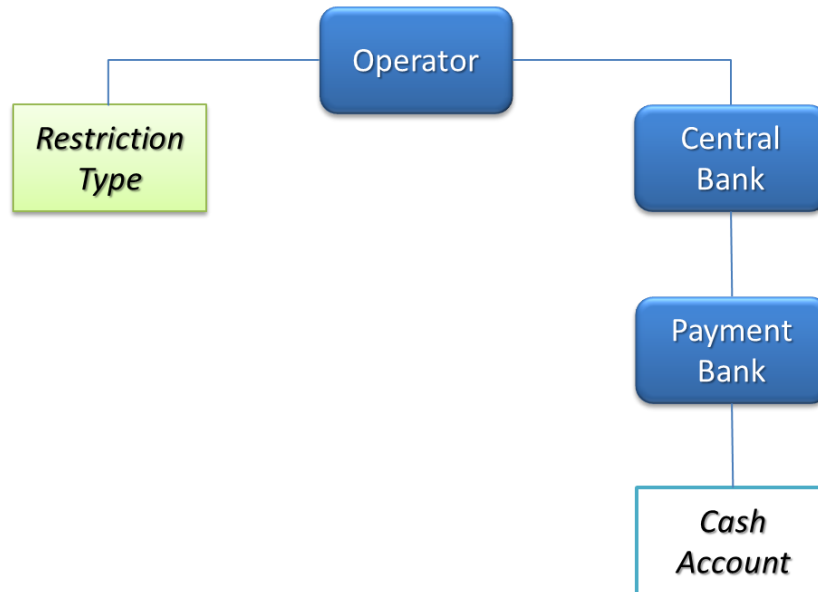 Operator
Restriction
Type
Central
Bank
Payment
Bank
Cash
Account